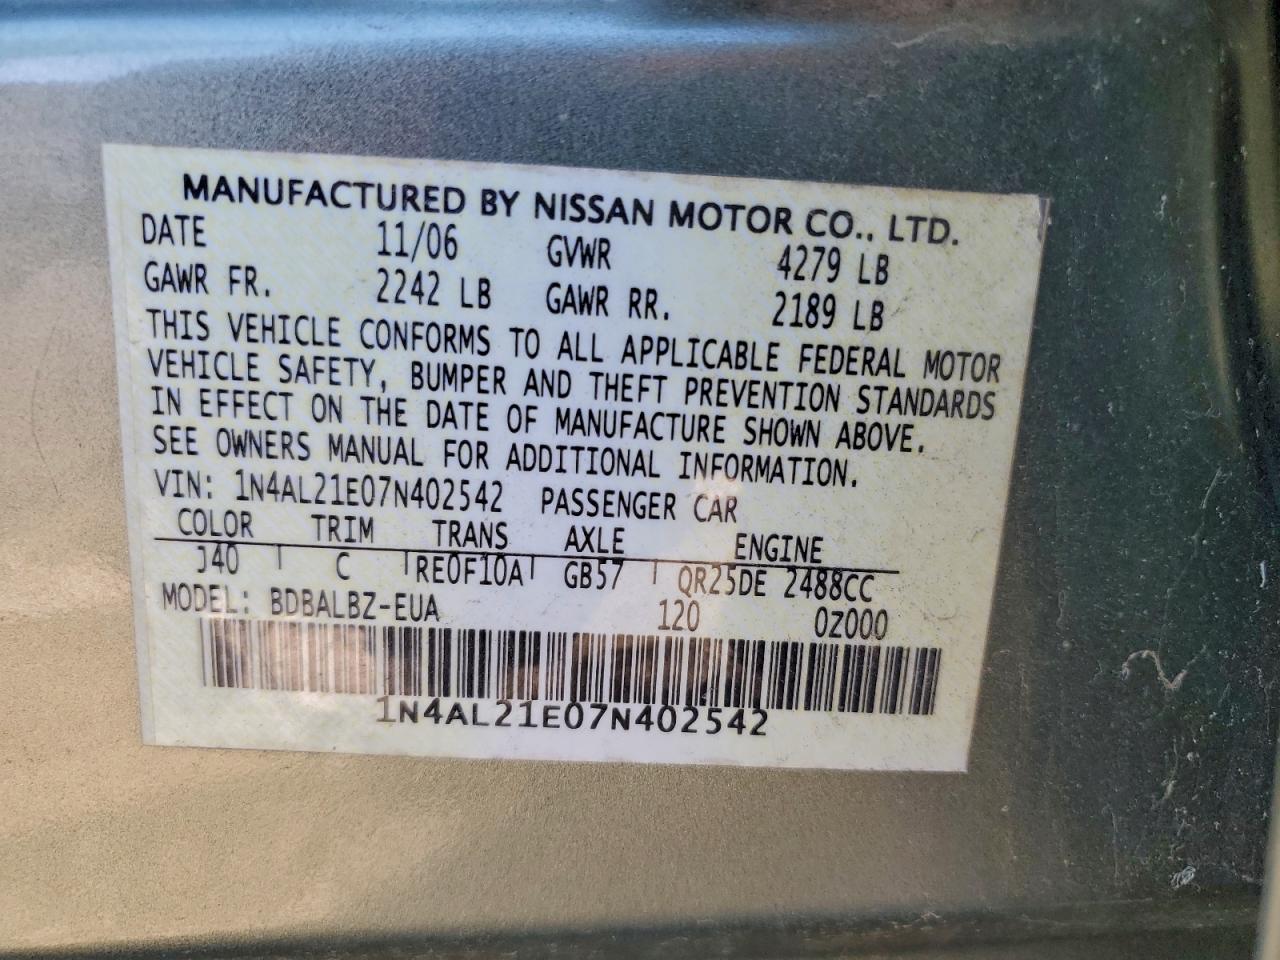 MANUFACTURED BY NISSAN MOTOR CO., LTD.
DATE 11/06 GVWR 4279 LB
GAWR FR. 2242 LB GAWR RR. 2189 LB
THIS VEHICLE CONFORMS TO ALL APPLICABLE FEDERAL MOTOR
VEHICLE SAFETY, BUMPER AND THEFT PREVENTION STANDARDS
IN EFFECT ON THE DATE OF MANUFACTURE SHOWN ABOVE.
SEE OWNERS MANUAL FOR ADDITIONAL INFORMATION.
VIN: 1N4AL21E07N402542 PASSENGER CAR
COLOR TRIM TRANS AXLE ENGINE
J40 C RE0F10A GB57 QR25DE 2488CC
MODEL: BDBALBZ-EUA 120 0Z000
1N4AL21E07N402542